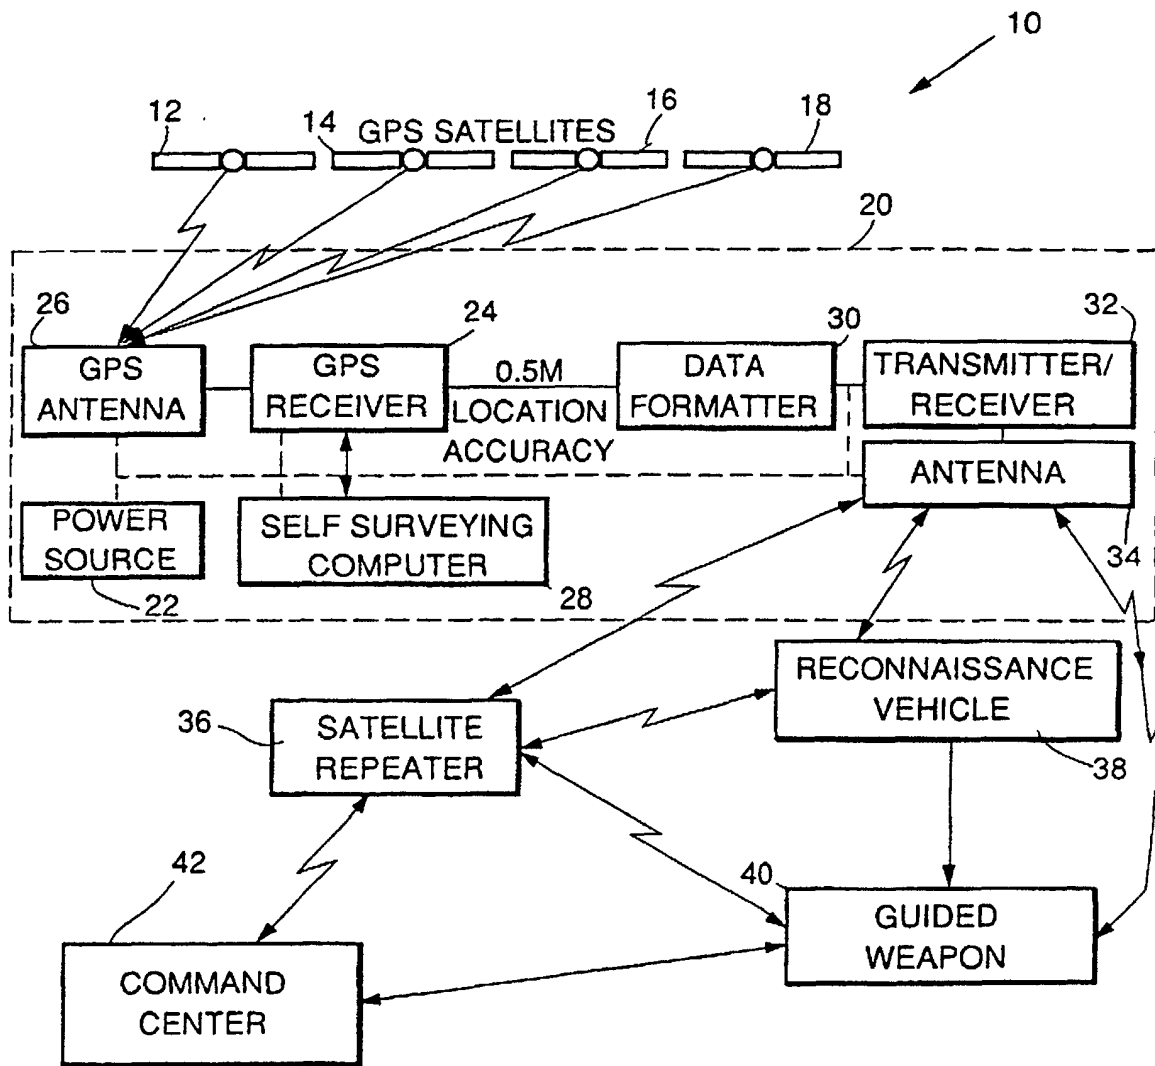 10
12
14
GPS SATELLITES
16
18
20
26
24
30
32
GPS
ANTENNA
GPS
RECEIVER
0.5M
LOCATION
ACCURACY
DATA
FORMATTER
TRANSMITTER/
RECEIVER
ANTENNA
34
POWER
SOURCE
22
SELF SURVEYING
COMPUTER
28
RECONNAISSANCE
VEHICLE
38
36
SATELLITE
REPEATER
40
GUIDED
WEAPON
42
COMMAND
CENTER